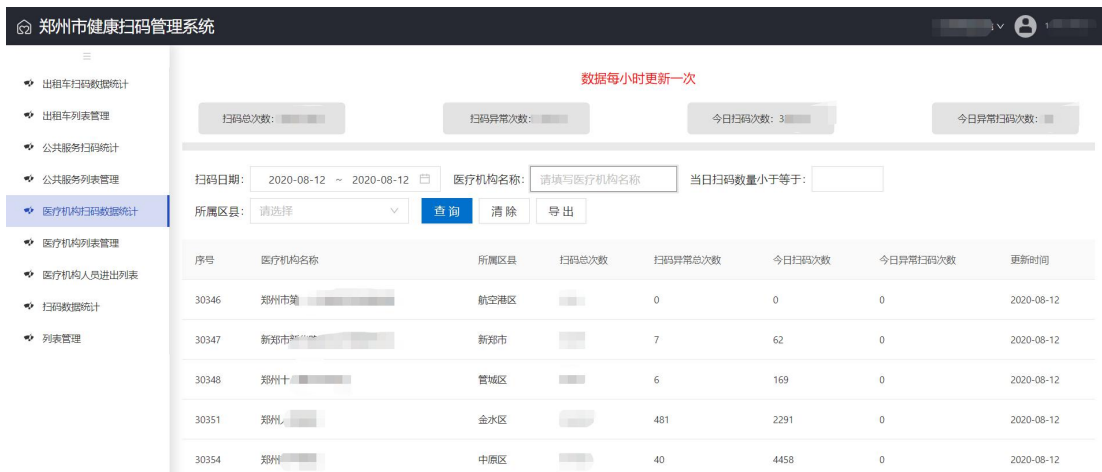 郑州市健康扫码管理系统
出租车扫码数据统计
出租车列表管理
公共服务扫码统计
公共服务列表管理
医疗机构扫码数据统计
医疗机构列表管理
医疗机构人员进出列表
扫码数据统计
列表管理
数据每小时更新一次
扫码总次数: 扫码异常次数: 今日扫码次数: 3 今日异常扫码次数:
扫码日期: 2020-08-12 ~ 2020-08-12 医疗机构名称: 请填写医疗机构名称 当日扫码数量小于等于:
所属区县: 请选择 查询 清除 导出
序号 医疗机构名称 所属区县 扫码总次数 扫码异常总次数 今日扫码次数 今日异常扫码次数 更新时间
30346 郑州市第 航空港区 0 0 0 2020-08-12
30347 新郑市 新郑市 7 62 0 2020-08-12
30348 郑州十 管城区 6 169 0 2020-08-12
30351 郑州 金水区 481 2291 0 2020-08-12
30354 郑州 中原区 40 4458 0 2020-08-12